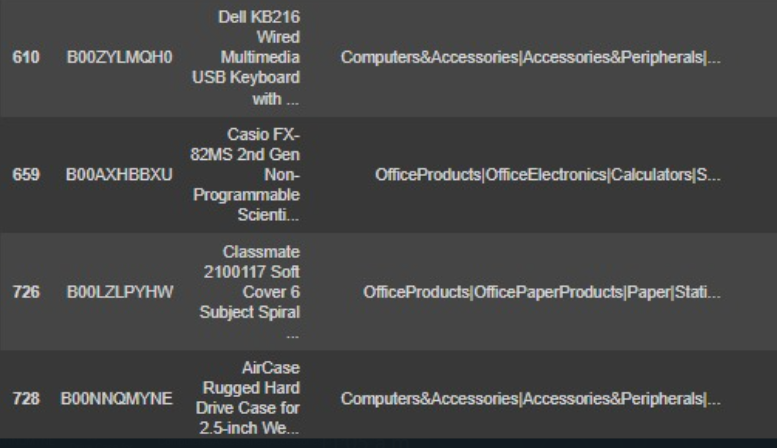 Dell KB216
Wired
610 B00ZYLMQH0 Multimedia Computers&Accessories|Accessories&Peripherals|...
USB Keyboard
with ...
Casio FX-
82MS 2nd Gen
659 B00AXHBBXU Non- OfficeProducts|OfficeElectronics|Calculators|S...
Programmable
Scienti...
Classmate
2100117 Soft
726 B00LZLPYHW Cover 6 OfficeProducts|OfficePaperProducts|Paper|Stati...
Subject Spiral
...
AirCase
Rugged Hard
728 B00NNQMYNE Drive Case for Computers&Accessories|Accessories&Peripherals|...
2.5-inch We...